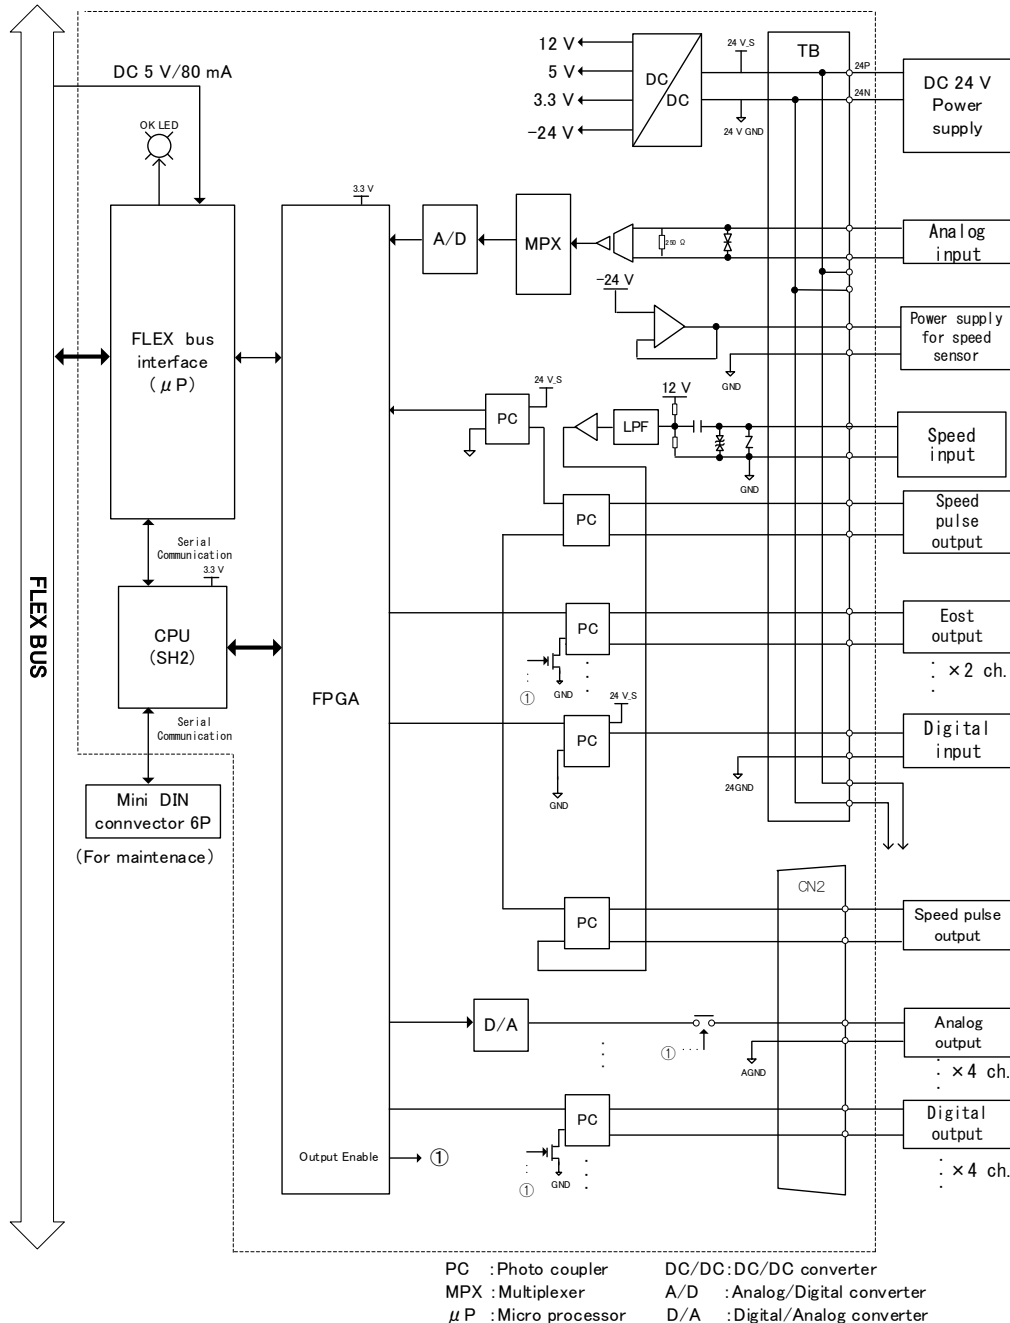 DC 5 V/80 mA
OK LED
FLEX BUS
FLEX bus
interface
(μP)
Serial
Communication
3.3 V
CPU
(SH2)
Serial
Communication
Mini DIN
connvector 6P
(For maintenace)
3.3 V
FPGA
Output Enable
①
12 V
5 V
3.3 V
-24 V
DC
DC
24 V_S
24 V GND
TB
24P
24N
DC 24 V
Power
supply
A/D
MPX
250 Ω
Analog
input
-24 V
GND
Power supply
for speed
sensor
24 V_S
PC
LPF
12 V
GND
Speed
input
PC
Speed
pulse
output
PC
①
GND
Eost
output
×2 ch.
24 V_S
PC
GND
24GND
Digital
input
CN2
PC
Speed pulse
output
D/A
①
AGND
Analog
output
×4 ch.
PC
①
GND
Digital
output
×4 ch.
PC :Photo coupler DC/DC:DC/DC converter
MPX :Multiplexer A/D :Analog/Digital converter
μP :Micro processor D/A :Digital/Analog converter